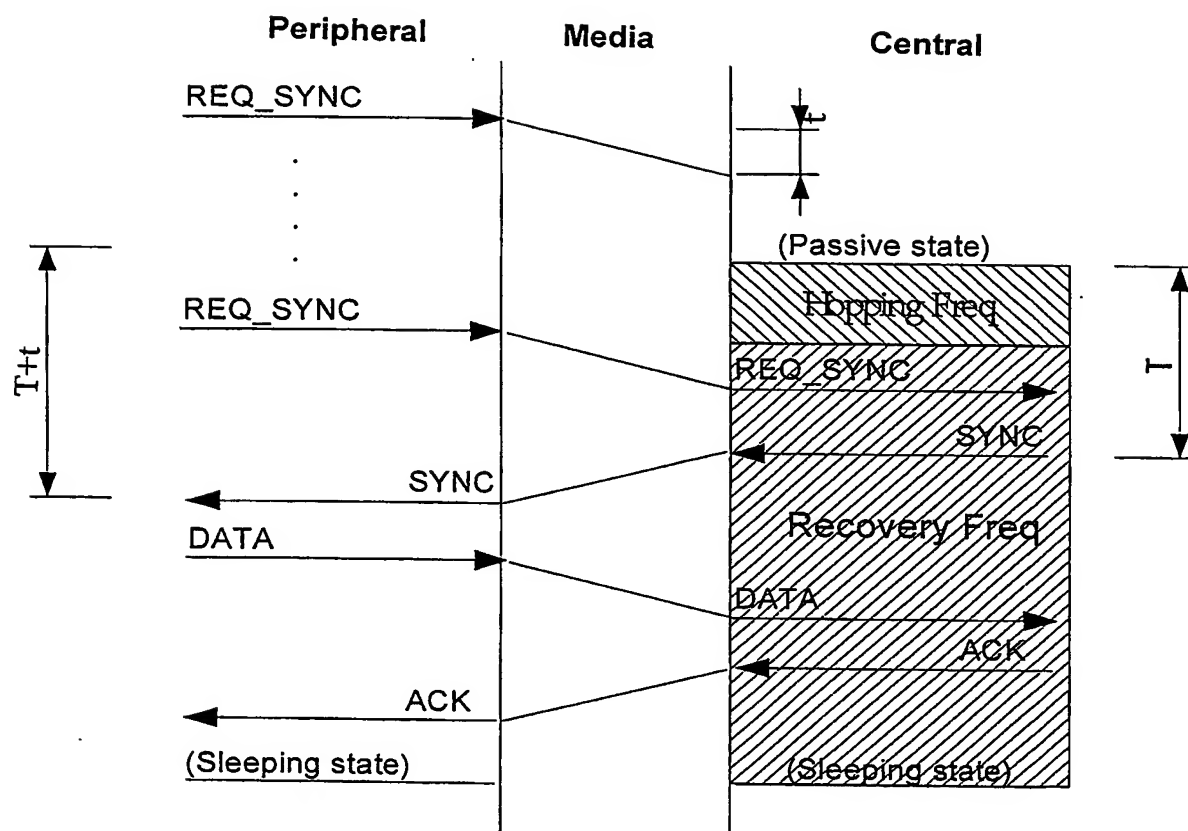 Peripheral Media Central
REQ_SYNC
t
(Passive state)
Hopping Freq
REQ_SYNC
T+t
T
REQ_SYNC
SYNC
SYNC
Recovery Freq
DATA
DATA
ACK
ACK
(Sleeping state) (Sleeping state)